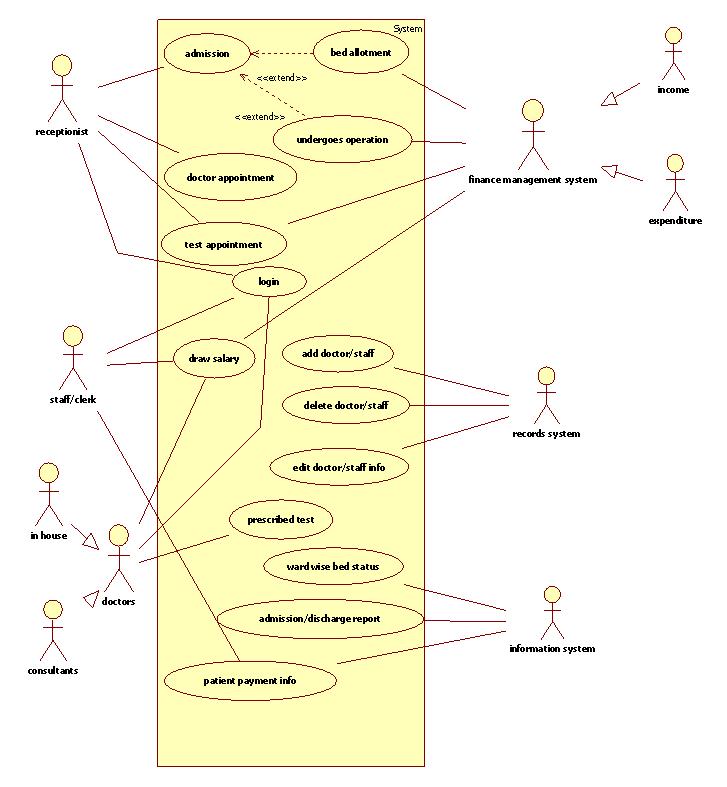 System
admission
bed allotment
<<extend>>
income
receptionist
<<extend>>
undergoes operation
doctor appointment
finance management system
expenditure
test appointment
login
add doctor/staff
draw salary
staff/clerk
delete doctor/staff
records system
edit doctor/staff info
in house
prescribed test
wardwise bed status
doctors
admission/discharge report
information system
consultants
patient payment info